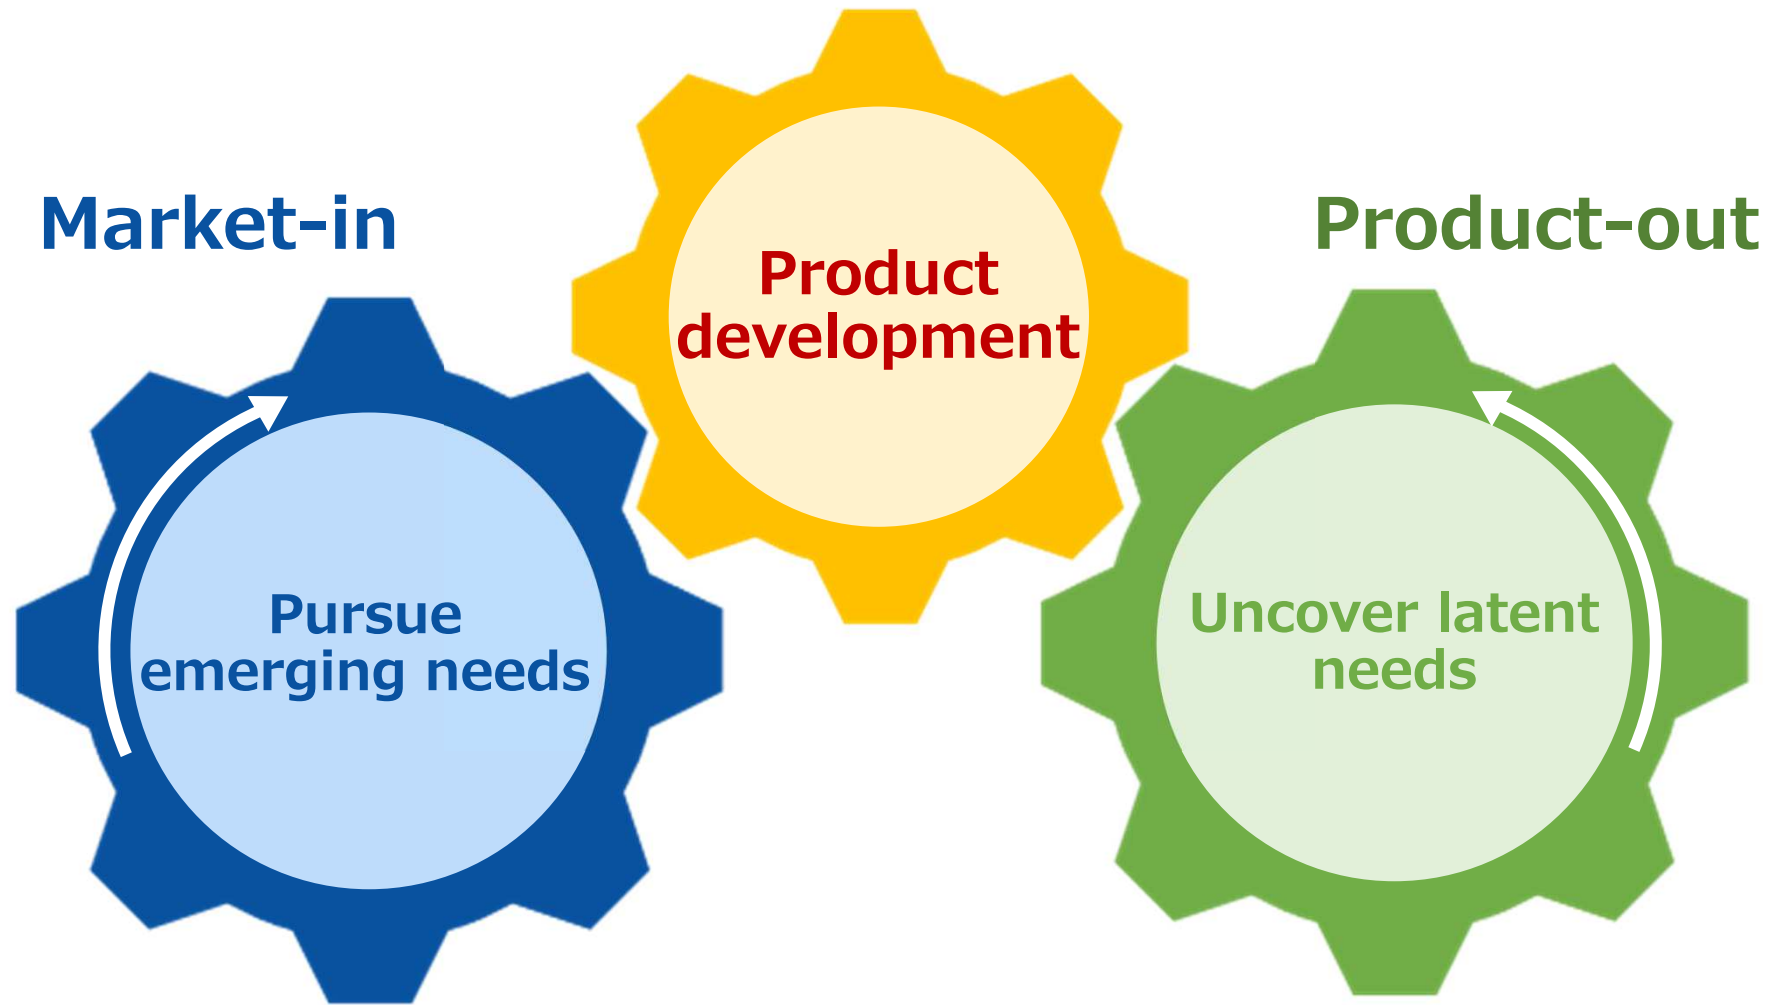 Market-in
Product
development
Product-out
Pursue
emerging needs
Uncover latent
needs